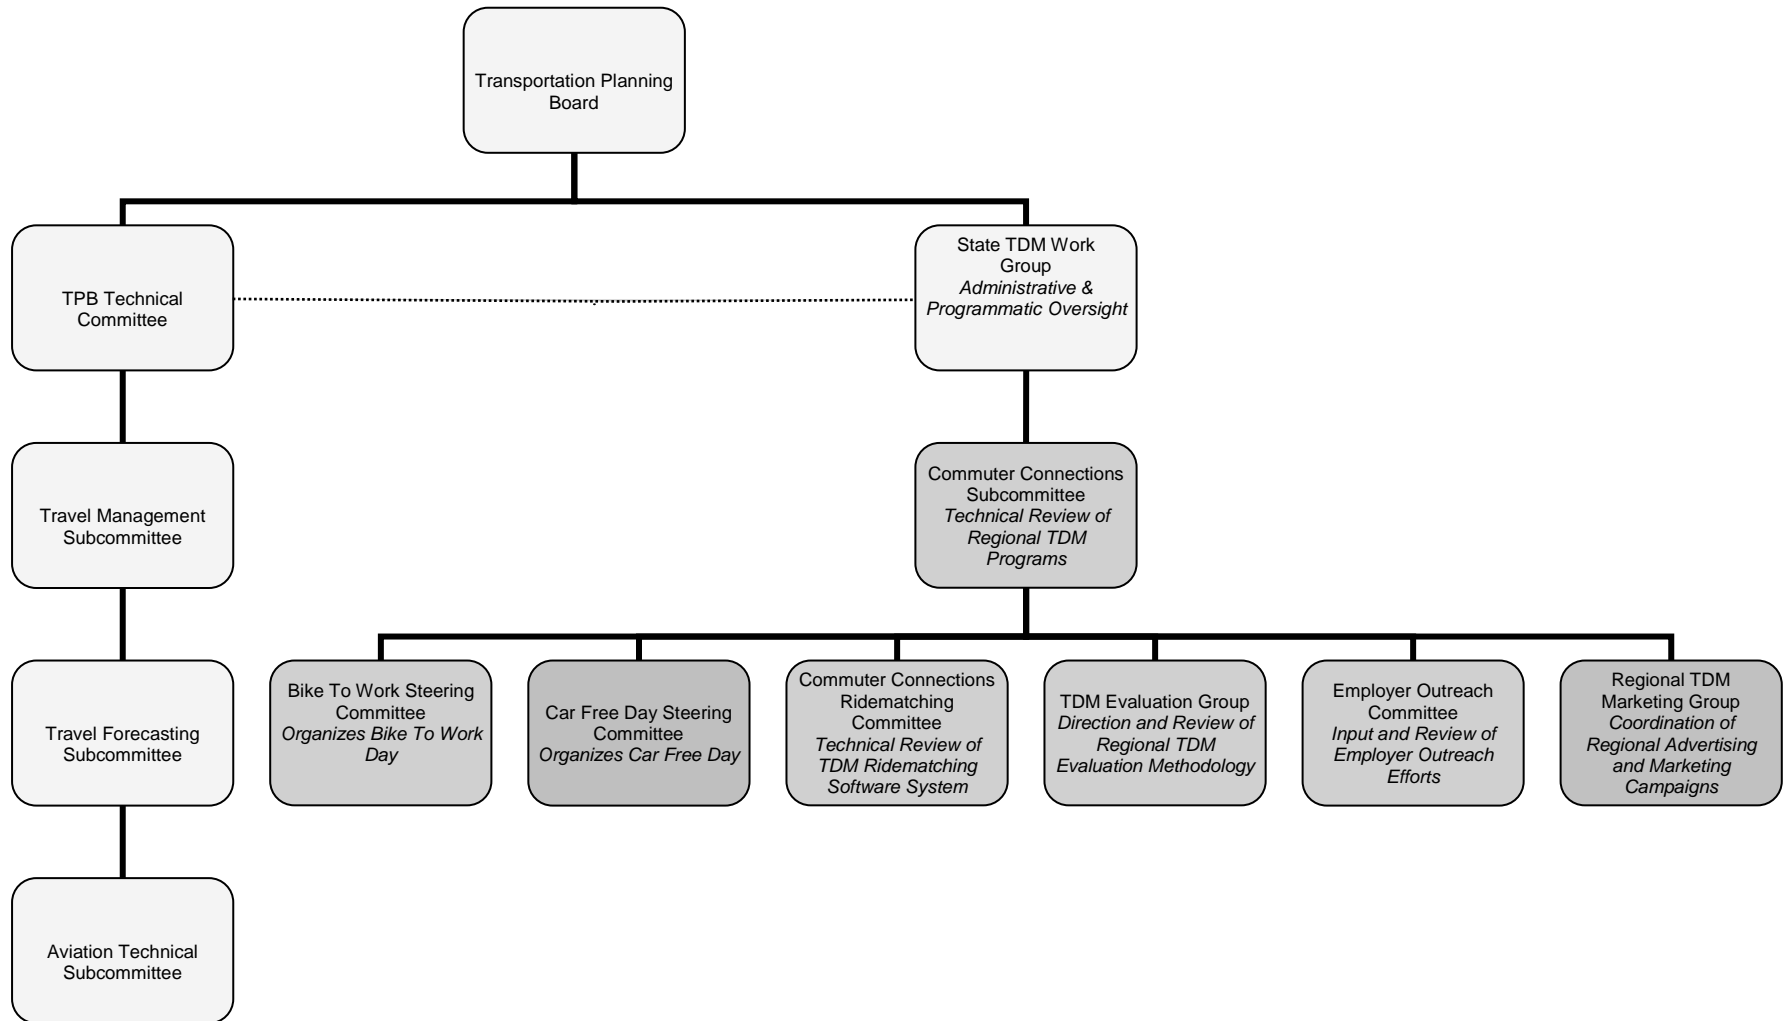 Transportation Planning
Board
TPB Technical
Committee
State TDM Work
Group
Administrative &
Programmatic Oversight
Travel Management
Subcommittee
Commuter Connections
Subcommittee
Technical Review of
Regional TDM
Programs
Travel Forecasting
Subcommittee
Bike To Work Steering
Committee
Organizes Bike To Work
Day
Car Free Day Steering
Committee
Organizes Car Free Day
Commuter Connections
Ridematching
Committee
Technical Review of
TDM Ridematching
Software System
TDM Evaluation Group
Direction and Review of
Regional TDM
Evaluation Methodology
Employer Outreach
Committee
Input and Review of
Employer Outreach
Efforts
Regional TDM
Marketing Group
Coordination of
Regional Advertising
and Marketing
Campaigns
Aviation Technical
Subcommittee